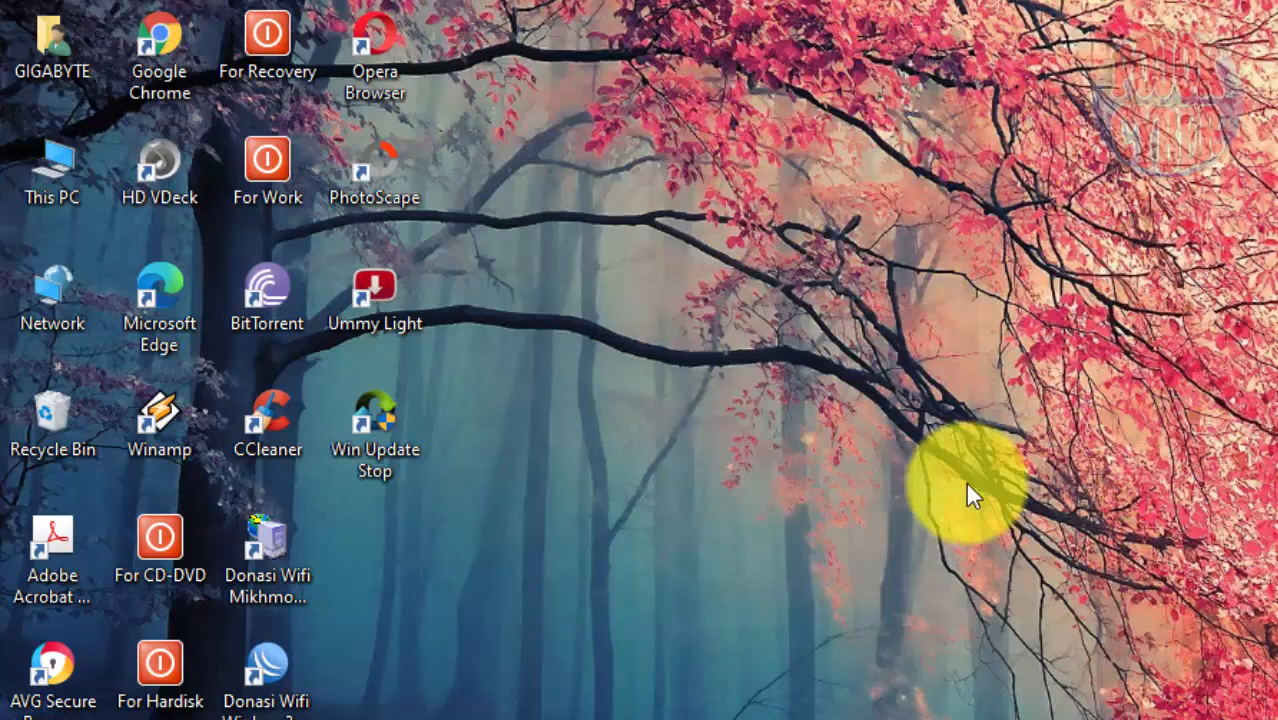 GIGABYTE
Google
Chrome
For Recovery
Opera
Browser
This PC
HD VDeck
For Work
PhotoScape
Network
Microsoft
Edge
BitTorrent
Ummy Light
Recycle Bin
Winamp
CCleaner
Win Update
Stop
Adobe
Acrobat ...
For CD-DVD
Donasi Wifi
Mikhmo...
AVG Secure
For Hardisk
Donasi Wifi